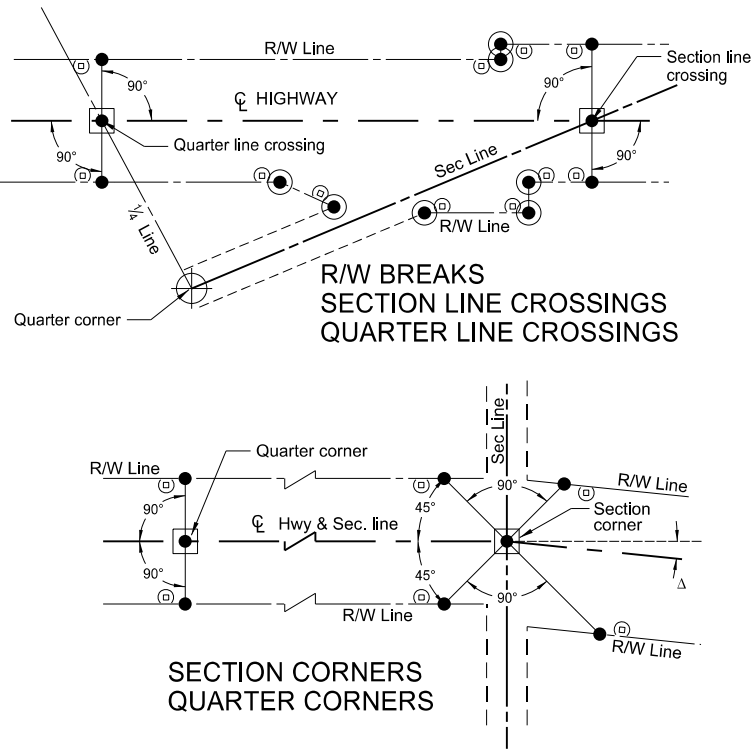 R/W Line
Section line
crossing
90°
90°
℄ HIGHWAY
Quarter line crossing
90°
90°
Sec Line
¼ Line
R/W Line
Quarter corner
R/W BREAKS
SECTION LINE CROSSINGS
QUARTER LINE CROSSINGS
Sec Line
Quarter corner
R/W Line
R/W Line
90°
90°
45°
Section
corner
℄ Hwy & Sec. line
90°
45°
90°
Δ
R/W Line
R/W Line
SECTION CORNERS
QUARTER CORNERS